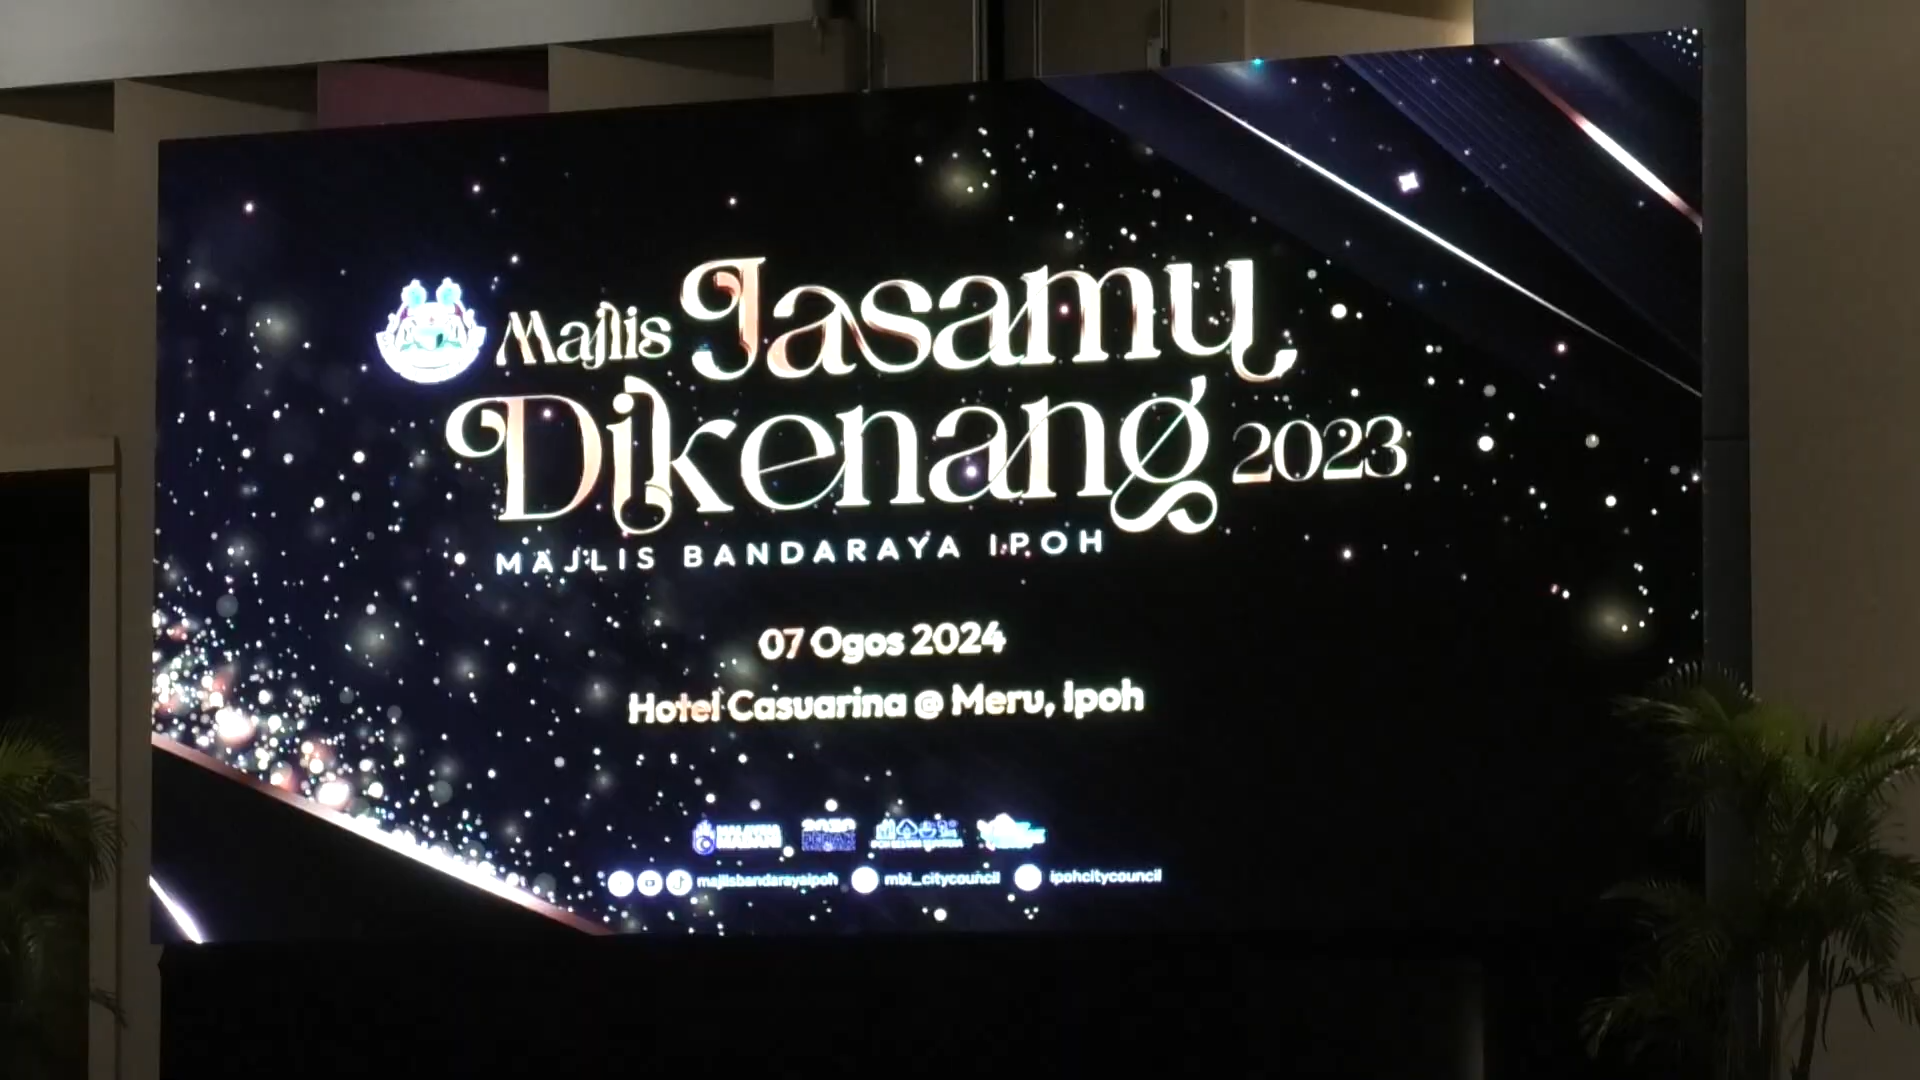 Majlis Jasamu
Dikenang 2023
MAJLIS BANDARAYA IPOH
07 Ogos 2024
Hotel Casuarina @ Meru, Ipoh
majlisbandarayaipoh mbi_citycouncil ipohcitycouncil